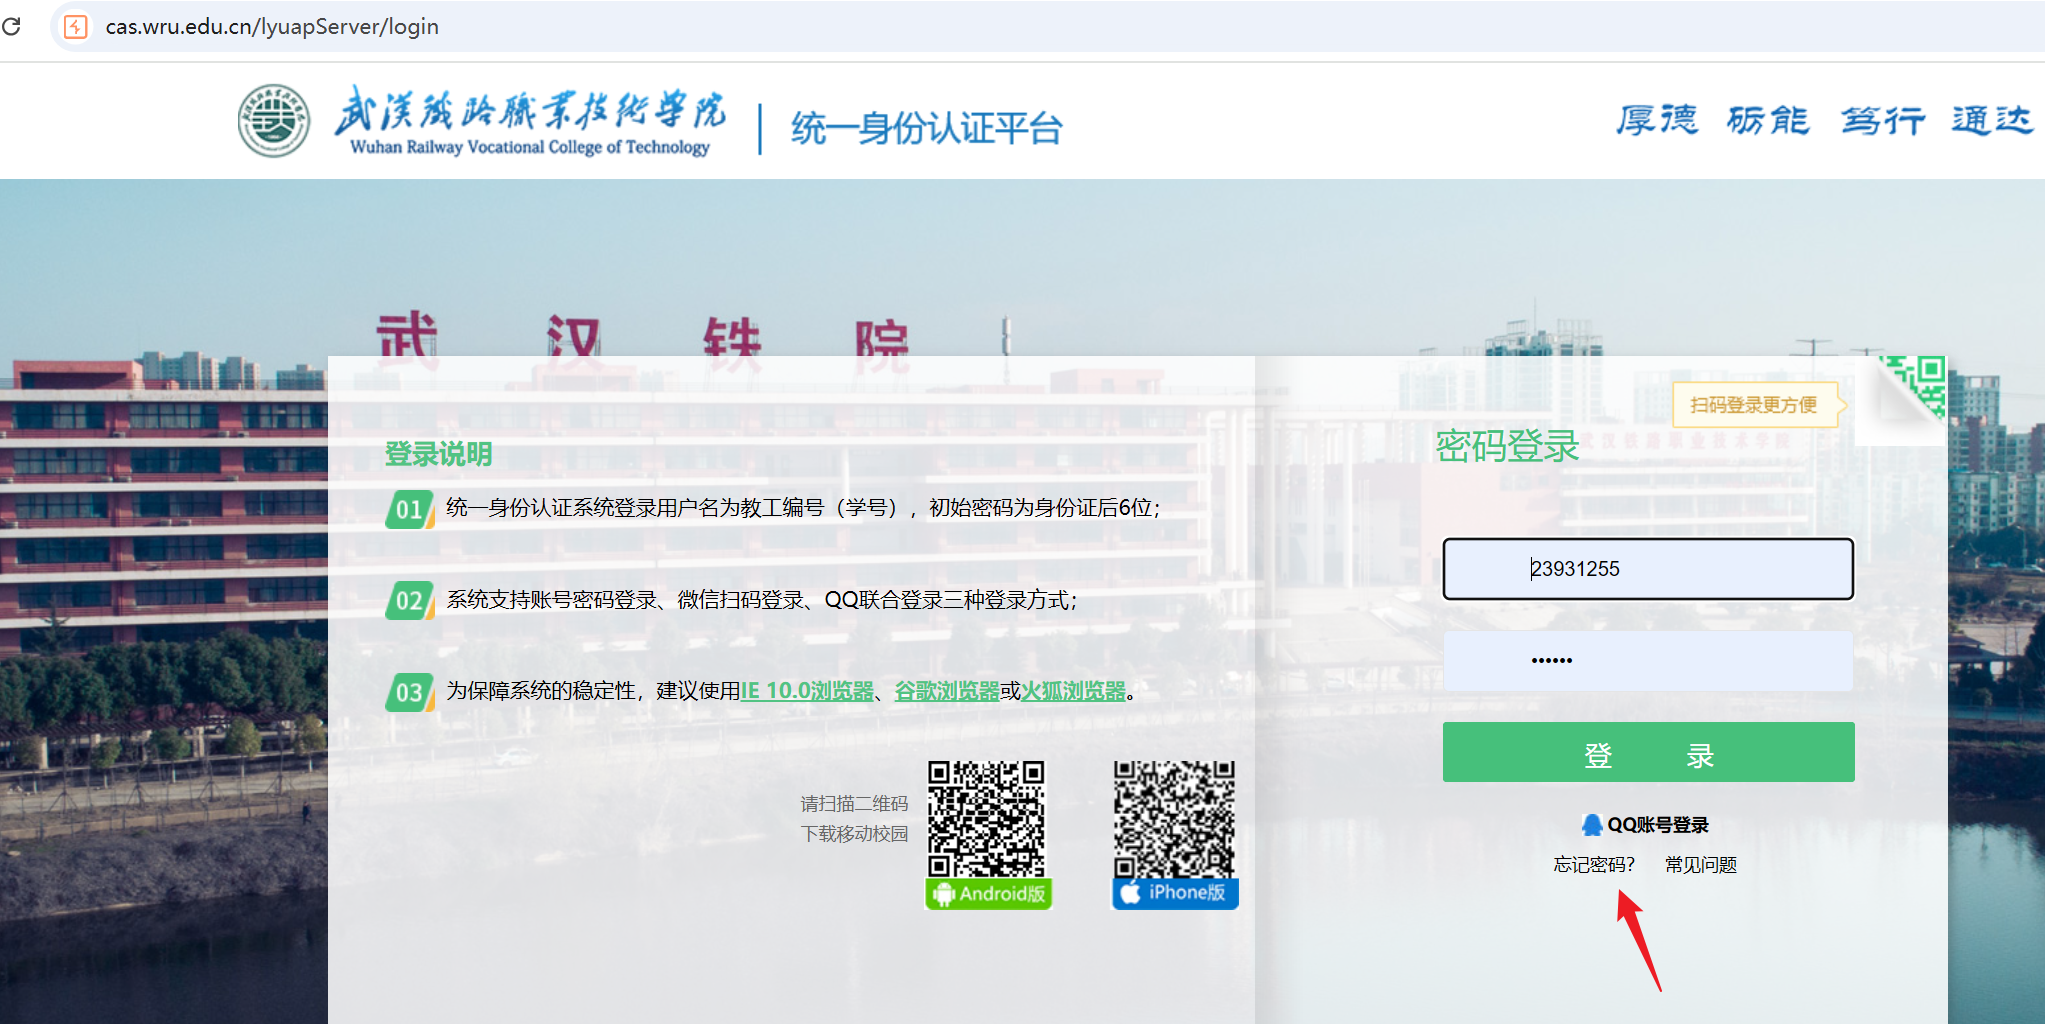 cas.wru.edu.cn/lyuapServer/login
武漢鐵路職業技術學院
Wuhan Railway Vocational College of Technology
统一身份认证平台
厚德 砺能 笃行 通达
武汉铁院
扫码登录更方便
密码登录
武汉铁路职业技术学院
登录说明
01 统一身份认证系统登录用户名为教工编号（学号），初始密码为身份证后6位；
02 系统支持账号密码登录、微信扫码登录、QQ联合登录三种登录方式；
03 为保障系统的稳定性，建议使用IE 10.0浏览器、谷歌浏览器或火狐浏览器。
请扫描二维码
下载移动校园
Android版
iPhone版
23931255
••••••
登 录
QQ账号登录
忘记密码? 常见问题